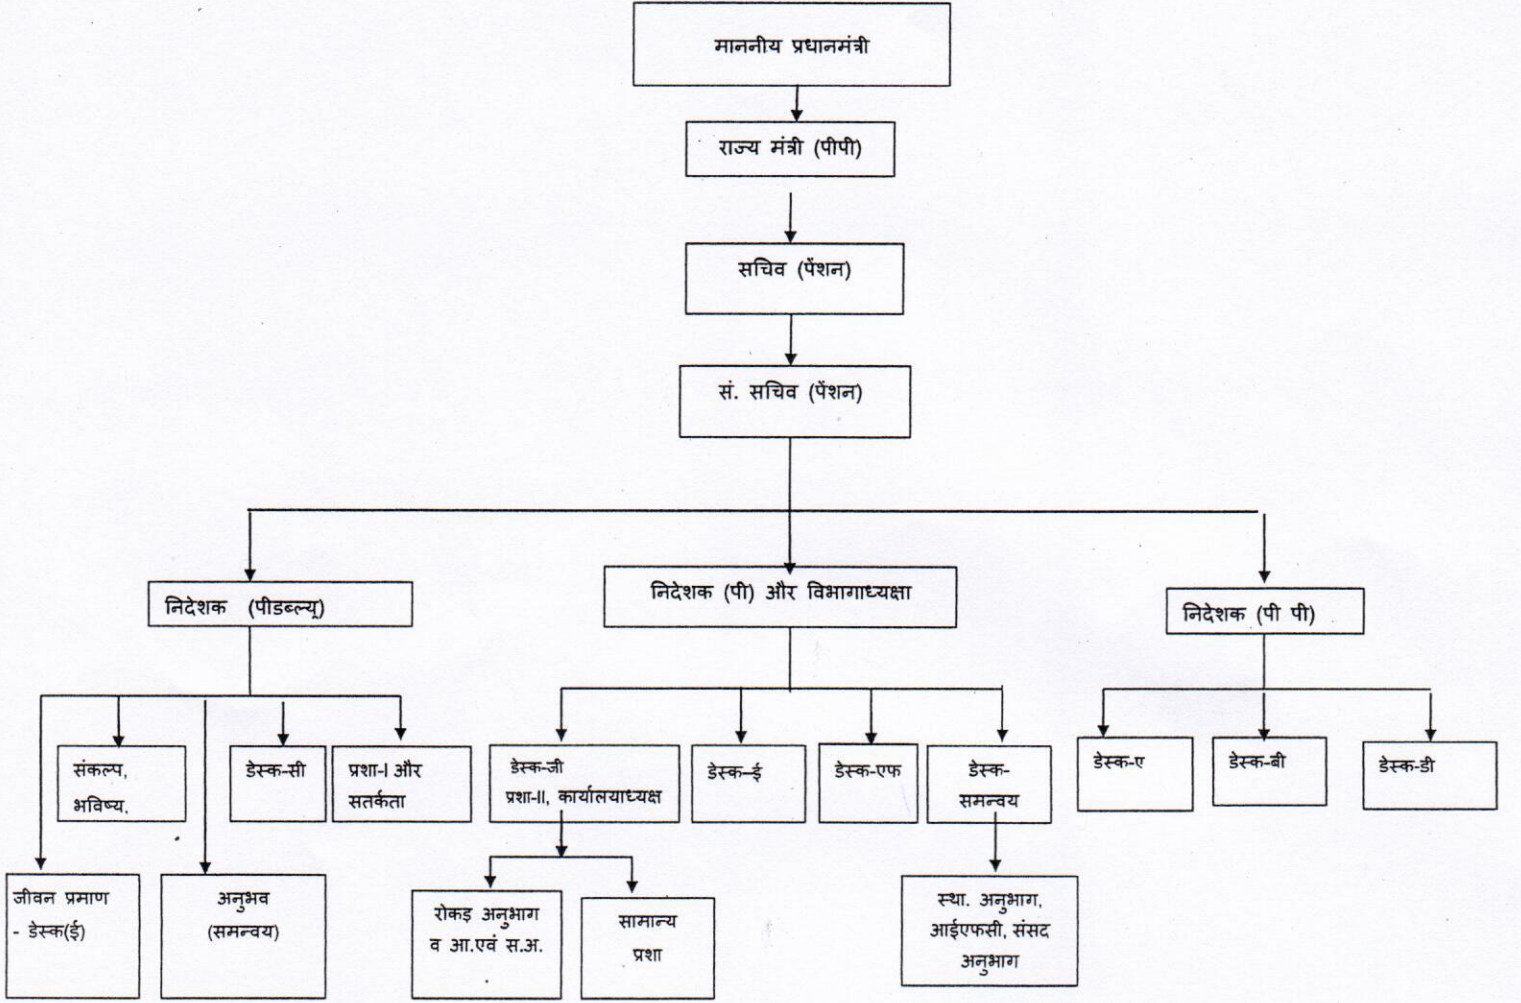 माननीय प्रधानमंत्री
राज्य मंत्री (पीपी)
सचिव (पेंशन)
सं. सचिव (पेंशन)
निदेशक (पीडब्ल्यू)
निदेशक (पी) और विभागाध्यक्षा
निदेशक (पी पी)
संकल्प,
भविष्य,
डेस्क-सी
प्रशा-I और
सतर्कता
डेस्क-जी
प्रशा-II, कार्यालयाध्यक्ष
डेस्क-ई
डेस्क-एफ
डेस्क-
समन्वय
डेस्क-ए
डेस्क-बी
डेस्क-डी
जीवन प्रमाण
- डेस्क(ई)
अनुभव
(समन्वय)
रोकड़ अनुभाग
व आ.एवं स.अ.
सामान्य
प्रशा
स्था. अनुभाग,
आईएफसी, संसद
अनुभाग